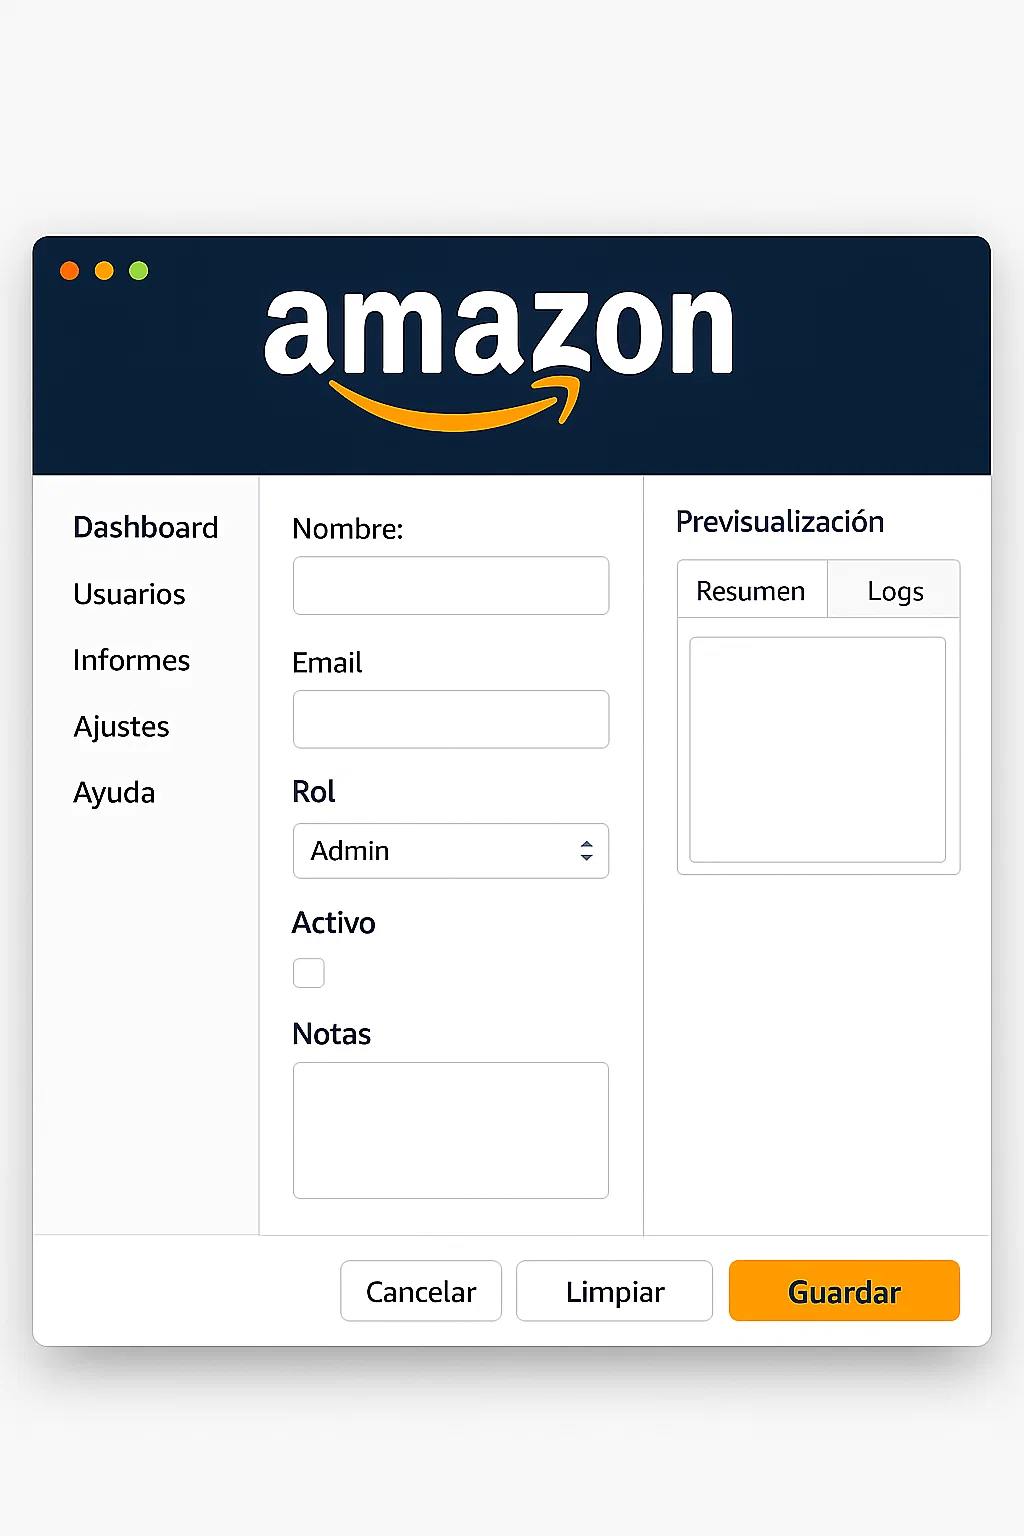 amazon
Dashboard
Usuarios
Informes
Ajustes
Ayuda
Nombre:
Email
Rol
Admin
Activo
Notas
Previsualización
Resumen
Logs
Cancelar
Limpiar
Guardar